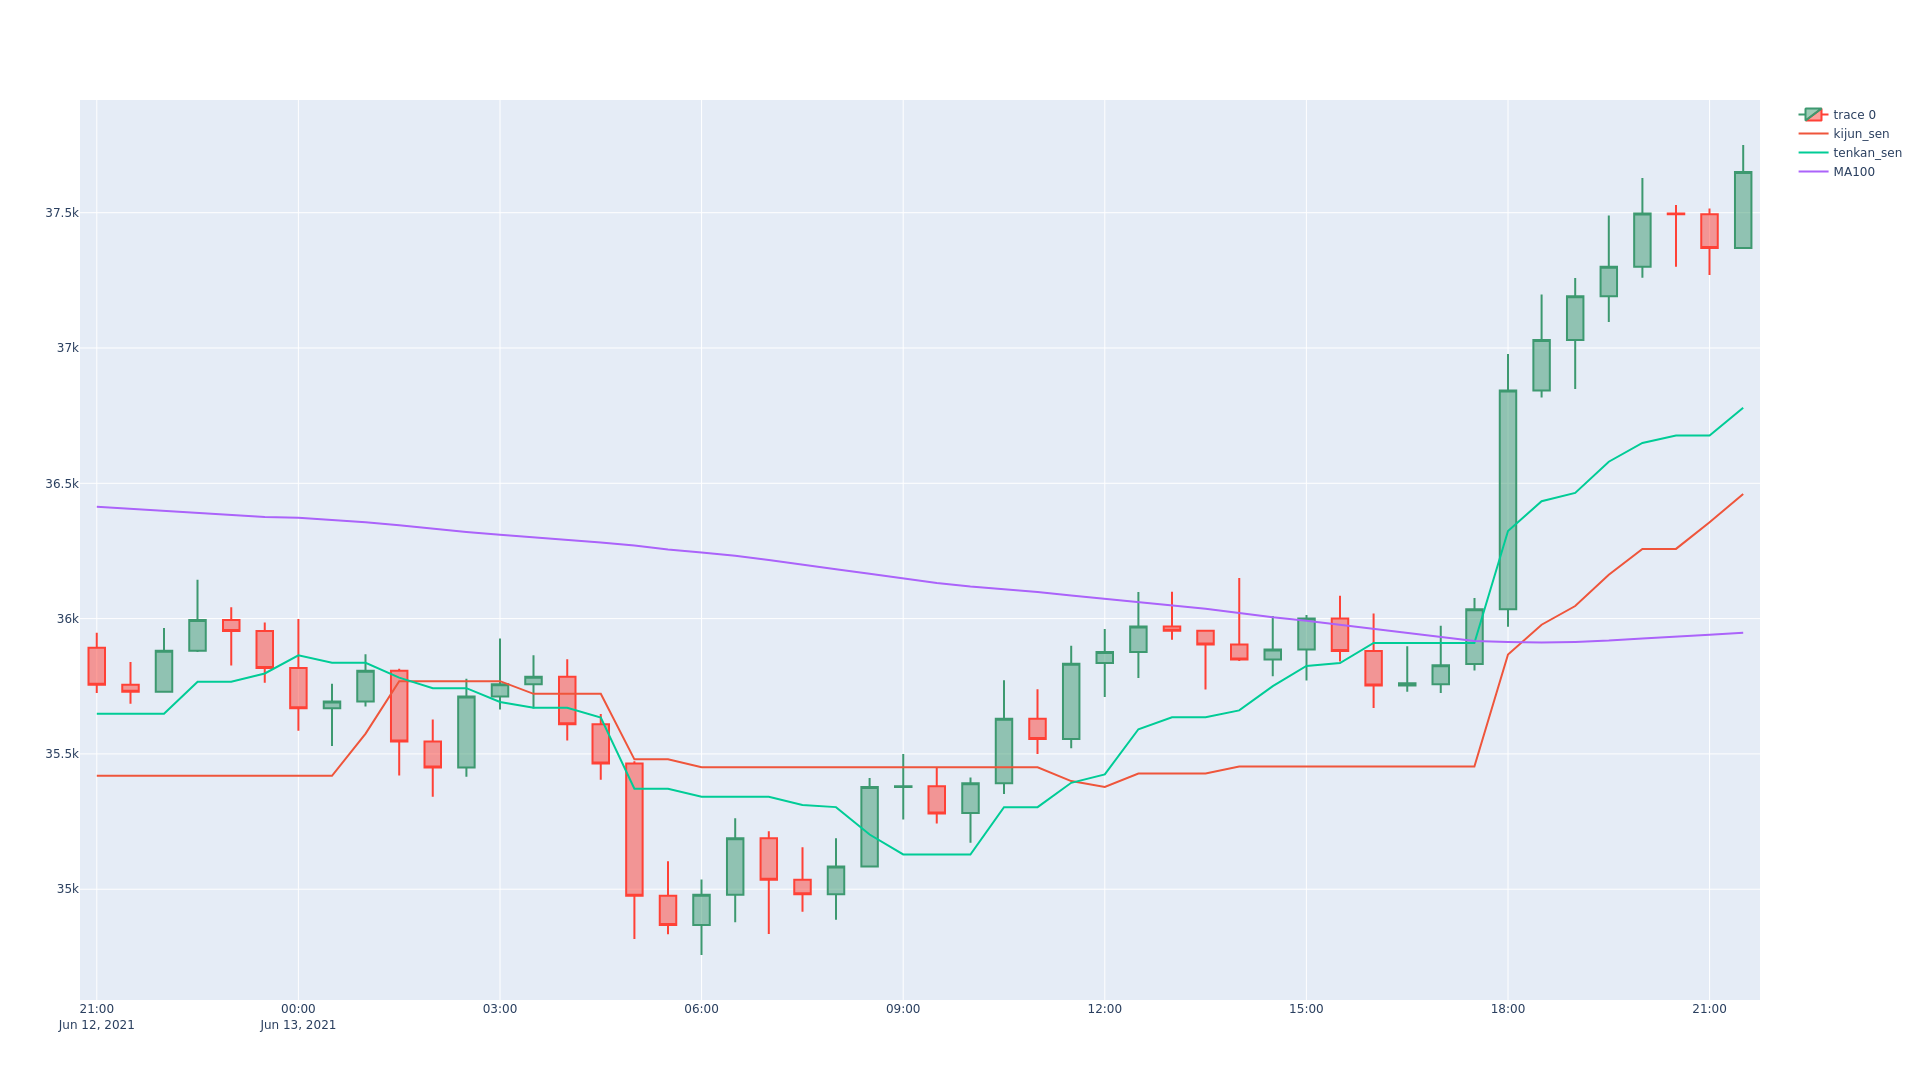 trace 0
kijun_sen
tenkan_sen
MA100
37.5k
37k
36.5k
36k
35.5k
35k
21:00 00:00 03:00 06:00 09:00 12:00 15:00 18:00 21:00
Jun 12, 2021 Jun 13, 2021